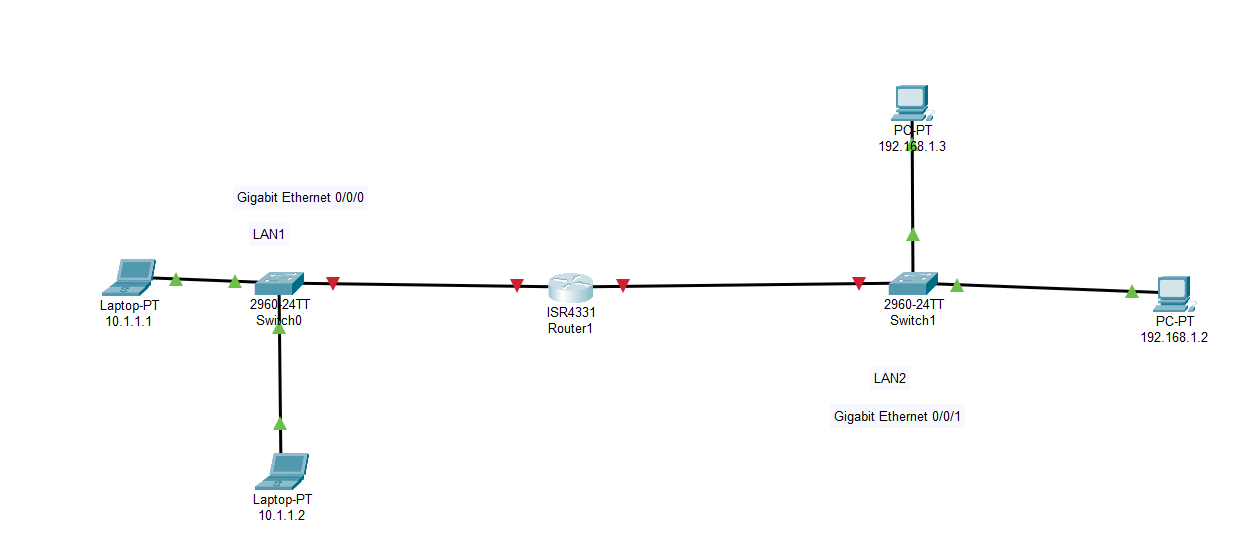 PC-PT
192.168.1.3
Gigabit Ethernet 0/0/0
LAN1
Laptop-PT
10.1.1.1
2960-24TT
Switch0
ISR4331
Router1
2960-24TT
Switch1
PC-PT
192.168.1.2
LAN2
Gigabit Ethernet 0/0/1
Laptop-PT
10.1.1.2